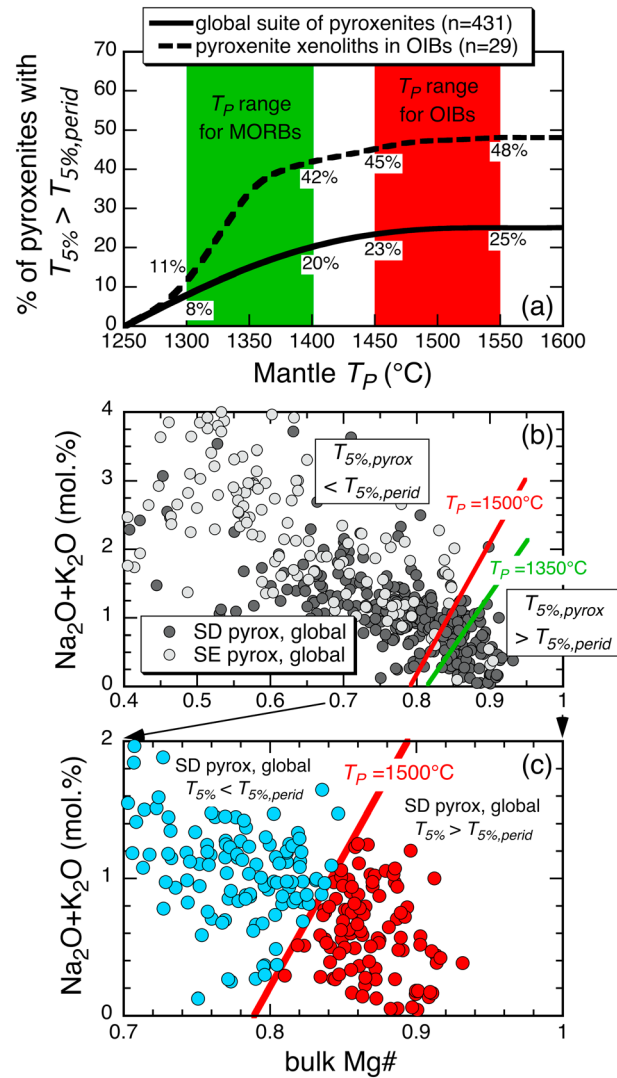 global suite of pyroxenites (n=431)
pyroxenite xenoliths in OIBs (n=29)
% of pyroxenites with
T5% > T5%,perid
70
60
50
40
30
20
10
0
TP range
for MORBs
TP range
for OIBs
11%
8%
42%
20%
45%
23%
48%
25%
(a)
1250 1300 1350 1400 1450 1500 1550 1600
Mantle TP (°C)
Na2O+K2O (mol.%)
4
3
2
1
0
(b)
T5%,pyrox
< T5%,perid
TP =1500°C
TP =1350°C
T5%,pyrox
> T5%,perid
SD pyrox, global
SE pyrox, global
0.4 0.5 0.6 0.7 0.8 0.9 1
Na2O+K2O (mol.%)
2
1
0
(c)
SD pyrox, global
T5% < T5%,perid
TP =1500°C
SD pyrox, global
T5% > T5%,perid
0.7 0.8 0.9 1
bulk Mg#